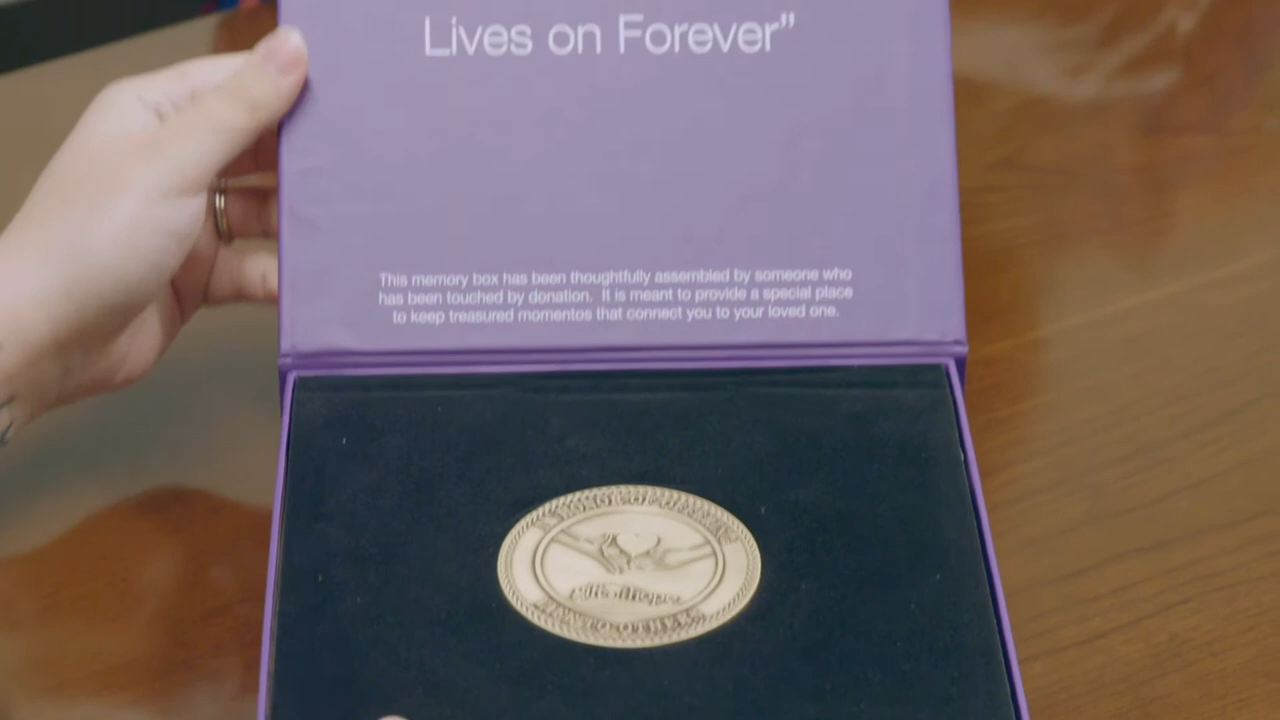 Lives on Forever”
This memory box has been thoughtfully assembled by someone who
has been touched by donation. It is meant to provide a special place
to keep treasured momentos that connect you to your loved one.
gift of hope